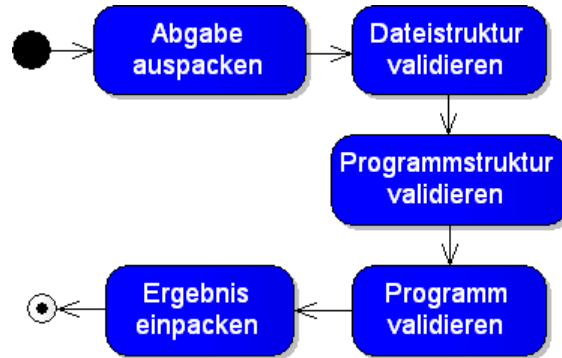 Abgabe
auspacken
Dateistruktur
validieren
Programmstruktur
validieren
Programm
validieren
Ergebnis
einpacken